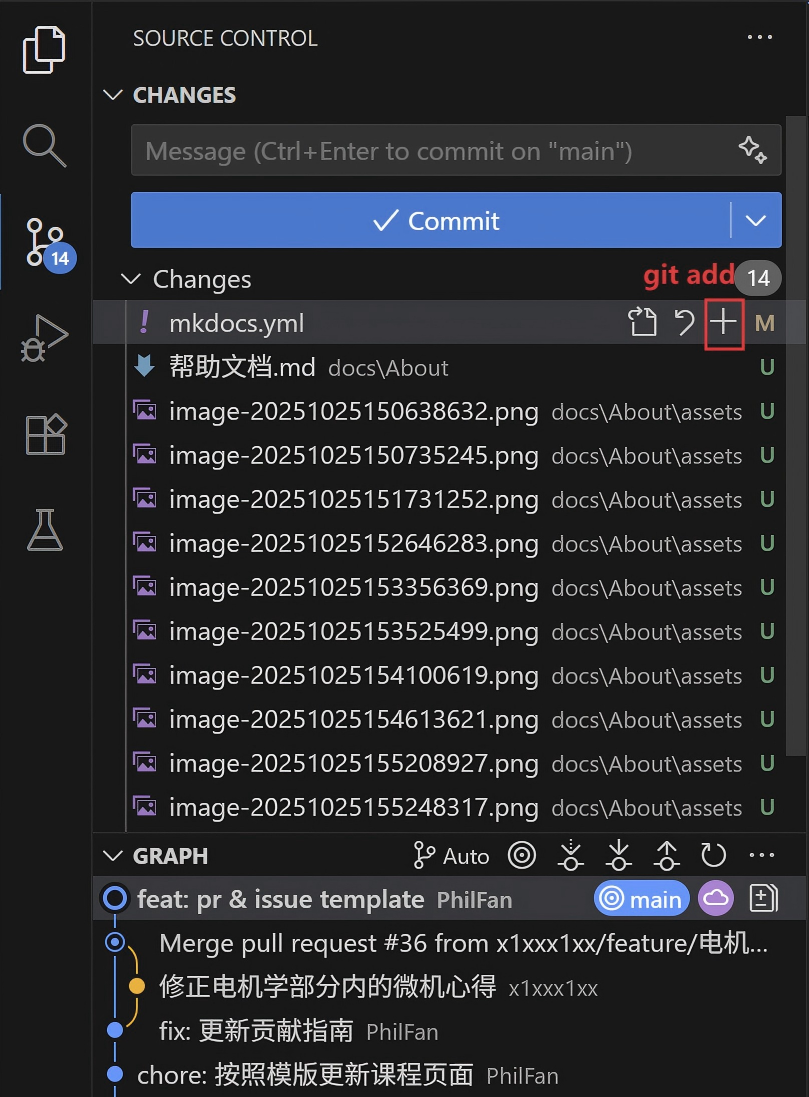 SOURCE CONTROL
CHANGES
Message (Ctrl+Enter to commit on "main")
Commit
14
Changes git add 14
mkdocs.yml M
帮助文档.md docs\About U
image-20251025150638632.png docs\About\assets U
image-20251025150735245.png docs\About\assets U
image-20251025151731252.png docs\About\assets U
image-20251025152646283.png docs\About\assets U
image-20251025153356369.png docs\About\assets U
image-20251025153525499.png docs\About\assets U
image-20251025154100619.png docs\About\assets U
image-20251025154613621.png docs\About\assets U
image-20251025155208927.png docs\About\assets U
image-20251025155248317.png docs\About\assets U
GRAPH Auto
feat: pr & issue template PhilFan main
Merge pull request #36 from x1xxx1xx/feature/电机...
修正电机学部分内的微机心得 x1xxx1xx
fix: 更新贡献指南 PhilFan
chore: 按照模版更新课程页面 PhilFan